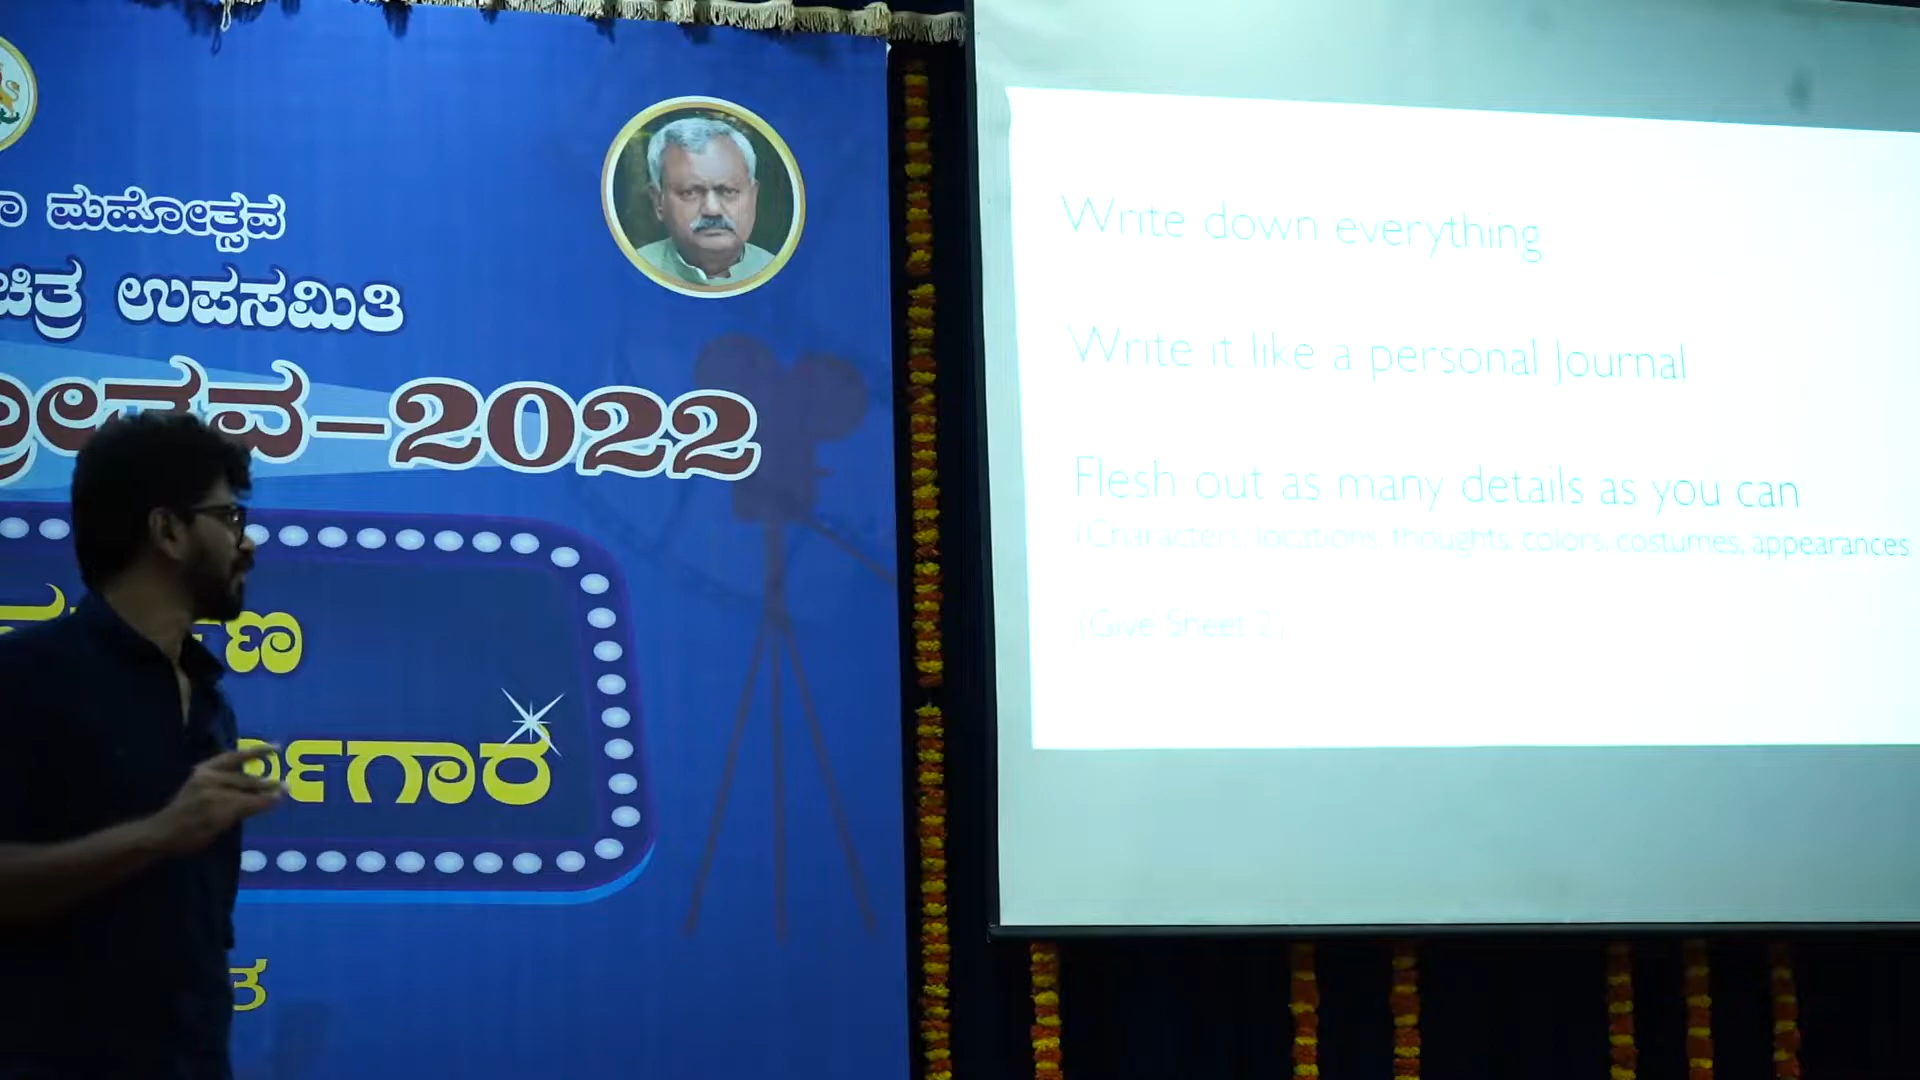 ಮಹೋತ್ಸವ
ಚಿತ್ರ ಉಪಸಮಿತಿ
-2022
ಣ
ಗಾರ
Write down everything
Write it like a personal Journal
Flesh out as many details as you can
(Characters, locations, thoughts, colors, costumes, appearances
(Give Sheet 2)